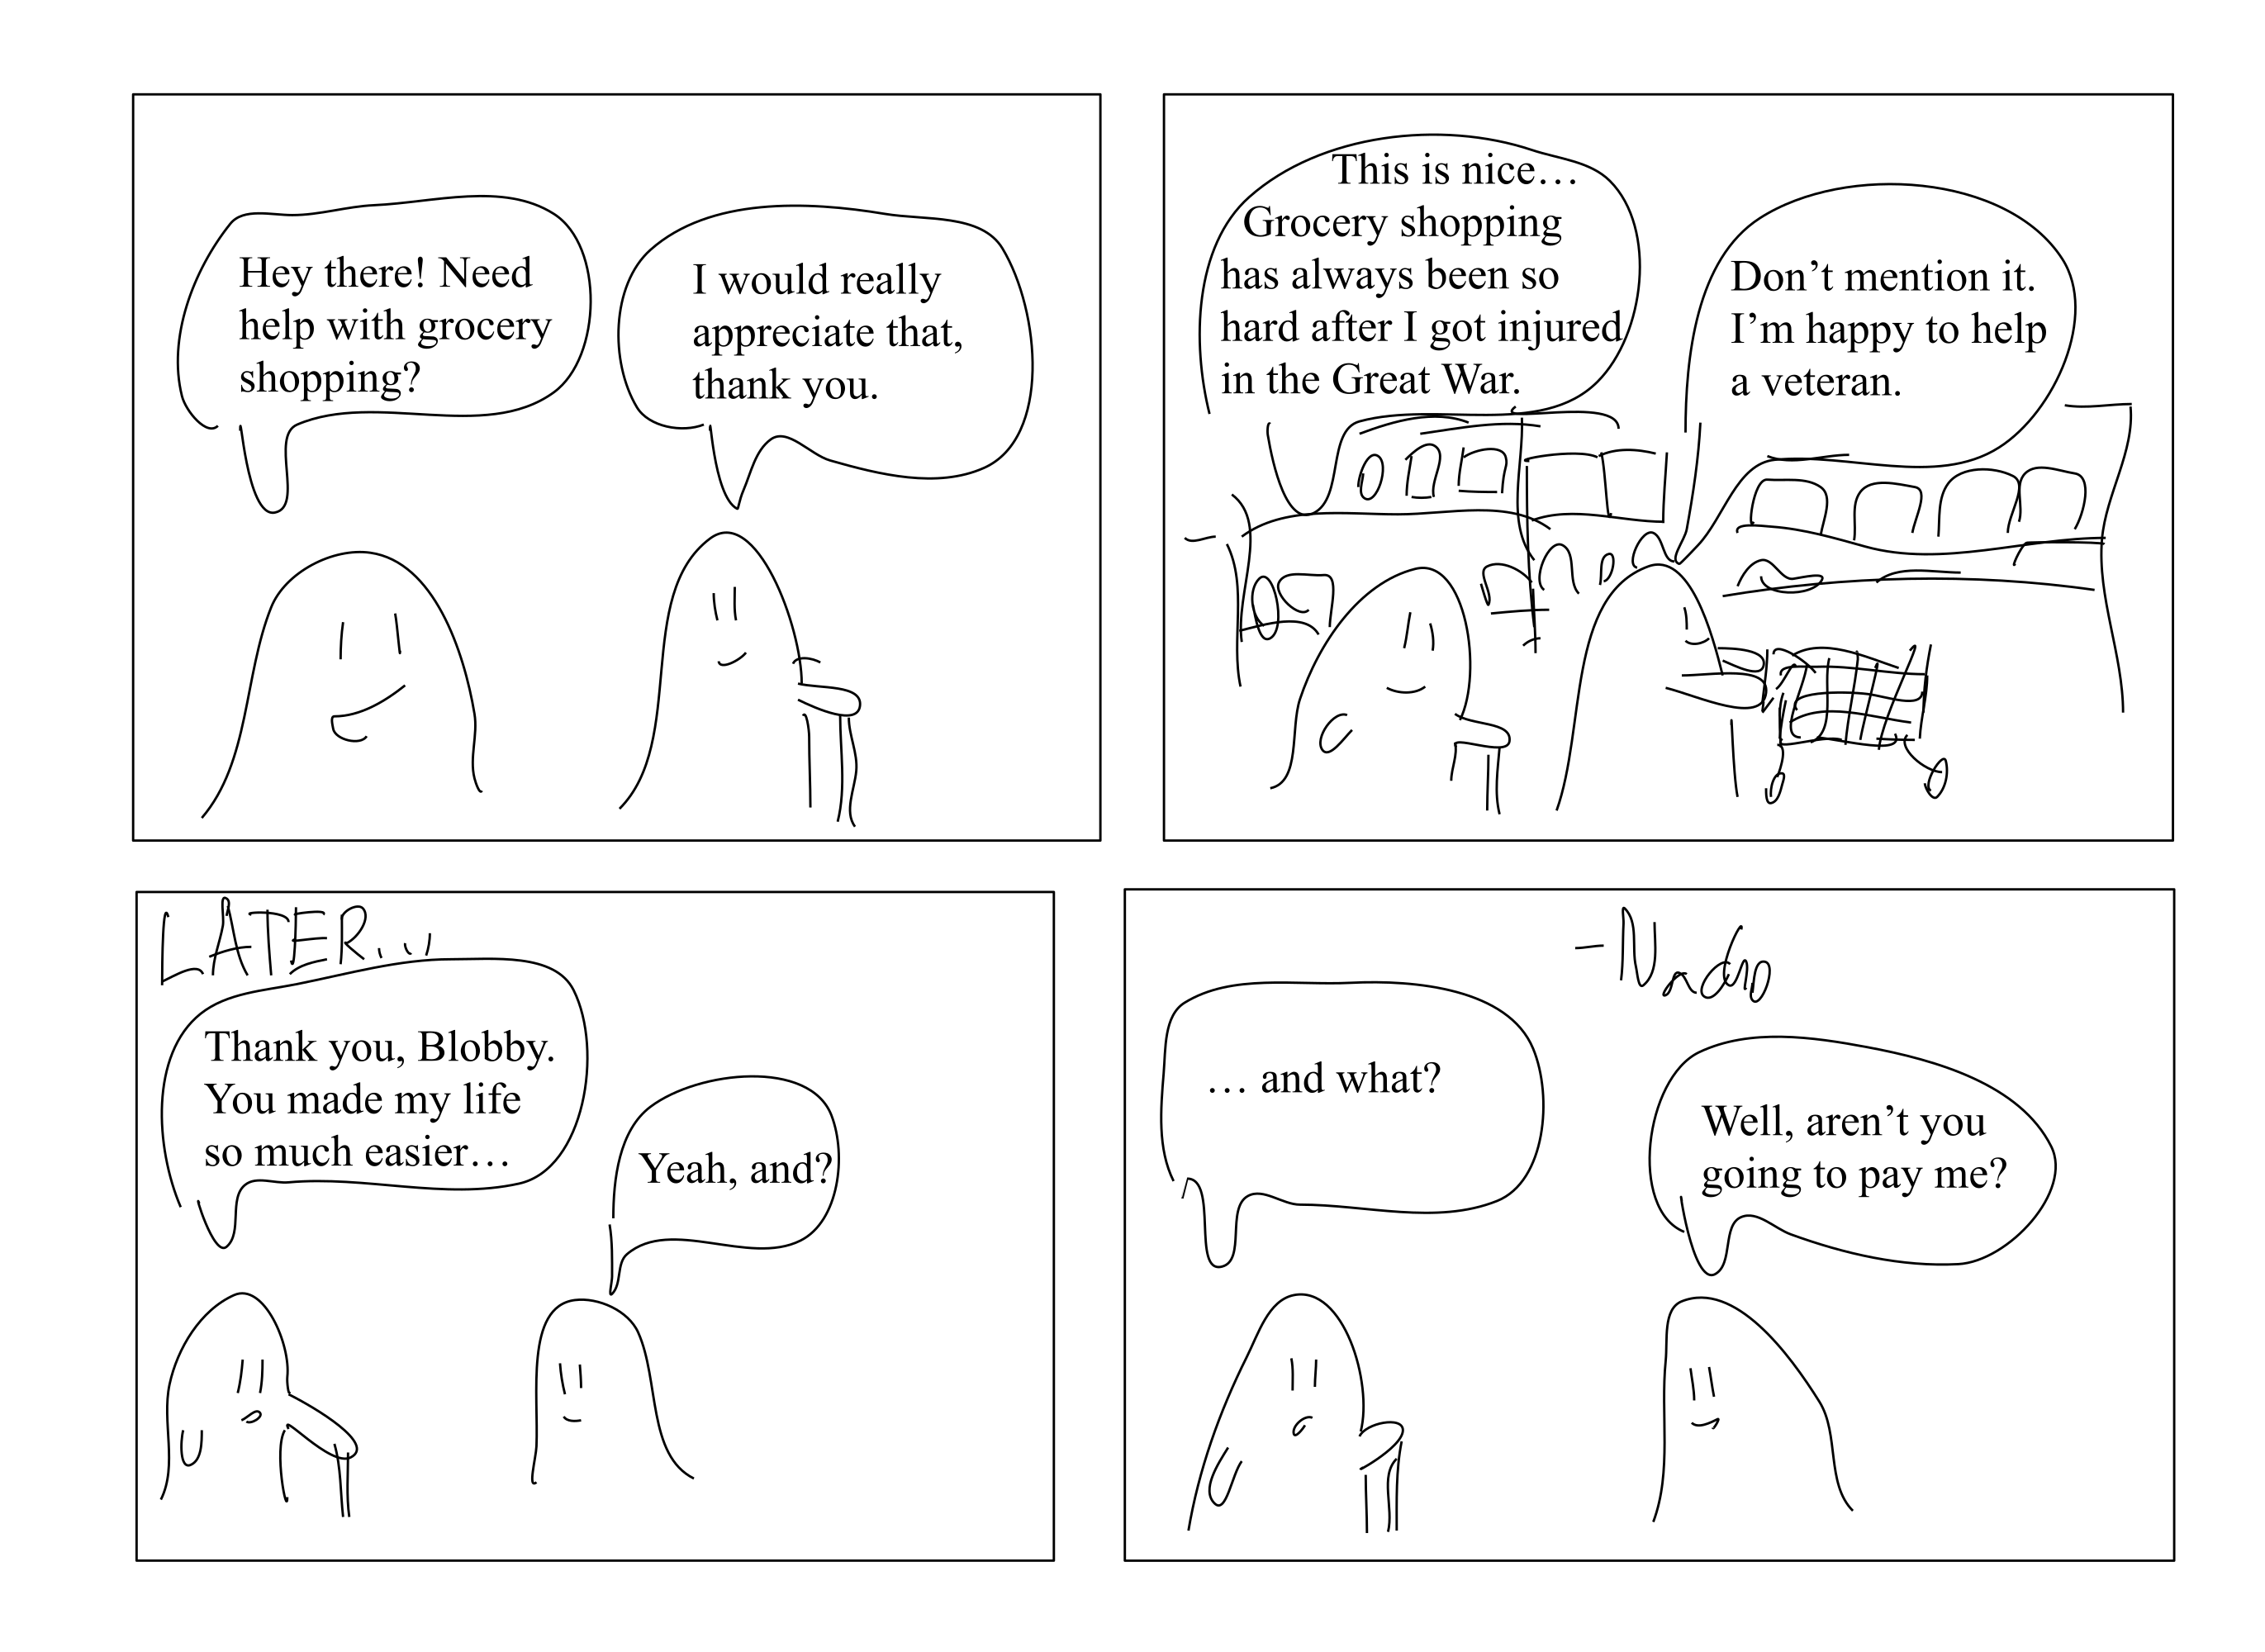 Hey there! Need
help with grocery
shopping?
I would really
appreciate that,
thank you.
This is nice…
Grocery shopping
has always been so
hard after I got injured
in the Great War.
Don’t mention it.
I’m happy to help
a veteran.
LATER...
Thank you, Blobby.
You made my life
so much easier…
Yeah, and?
… and what?
Well, aren’t you
going to pay me?